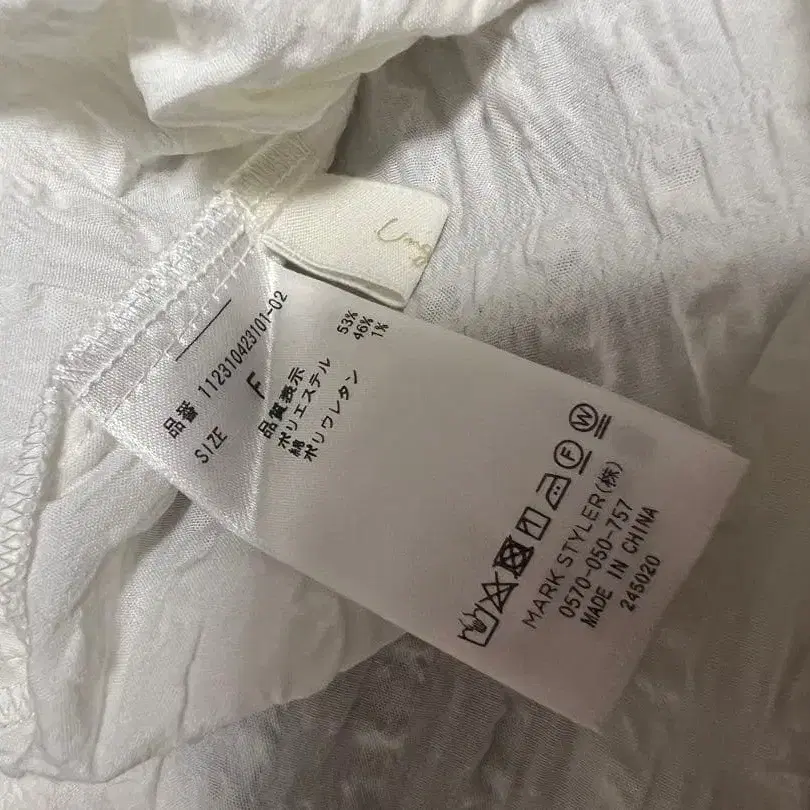 Ung
品番 112310423101-02
SIZE F
品質表示
ポリエステル 53%
綿 46%
ポリウレタン 1%
MARK STYLER(株)
0570-050-757
MADE IN CHINA
245020